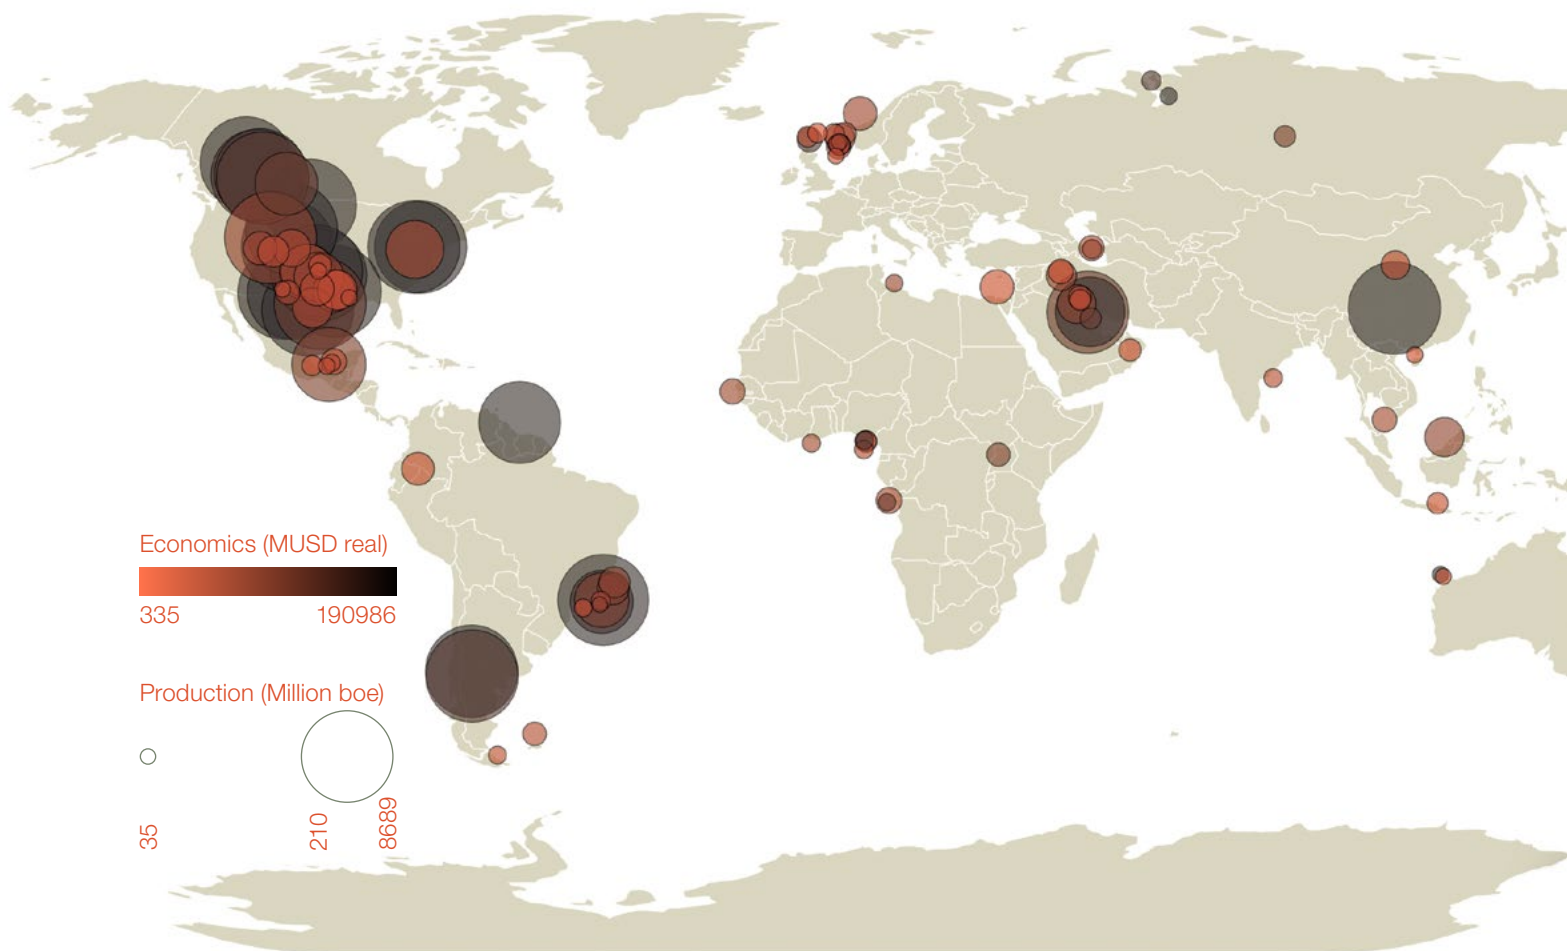 Economics (MUSD real)
335 190986
Production (Million boe)
35
210
8689